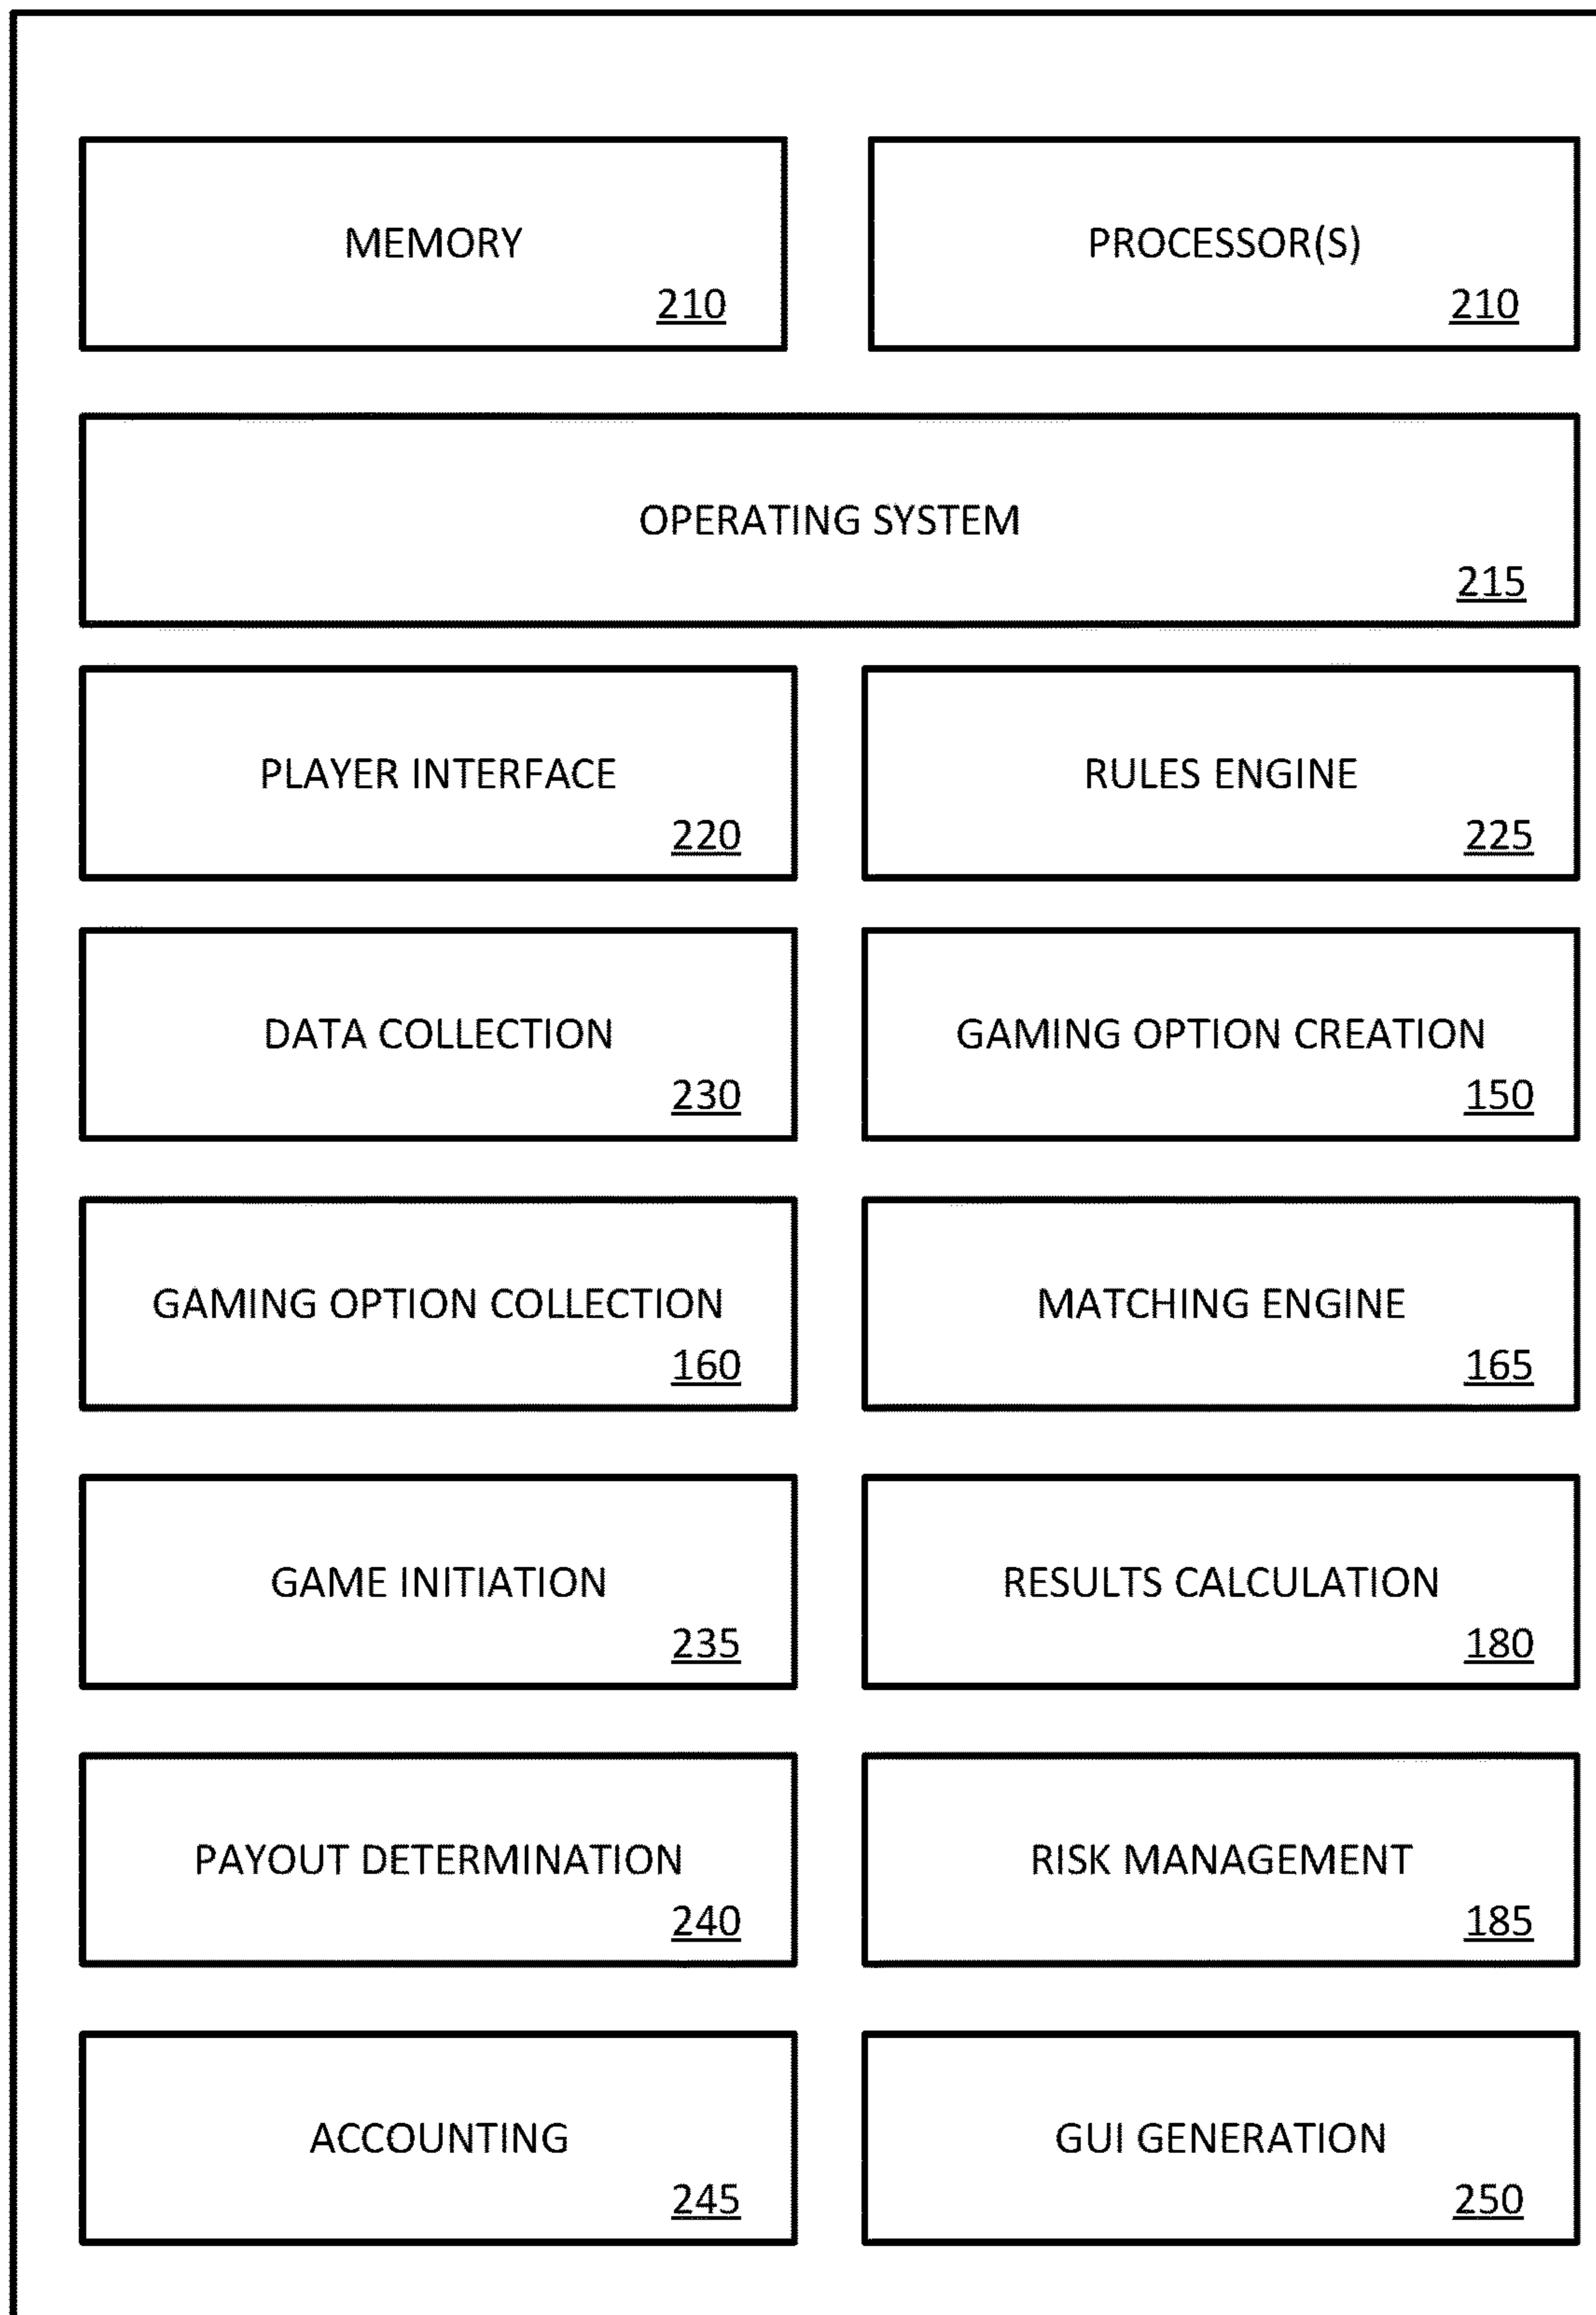 MEMORY
210
PROCESSOR(S)
210
OPERATING SYSTEM
215
PLAYER INTERFACE
220
RULES ENGINE
225
DATA COLLECTION
230
GAMING OPTION CREATION
150
GAMING OPTION COLLECTION
160
MATCHING ENGINE
165
GAME INITIATION
235
RESULTS CALCULATION
180
PAYOUT DETERMINATION
240
RISK MANAGEMENT
185
ACCOUNTING
245
GUI GENERATION
250